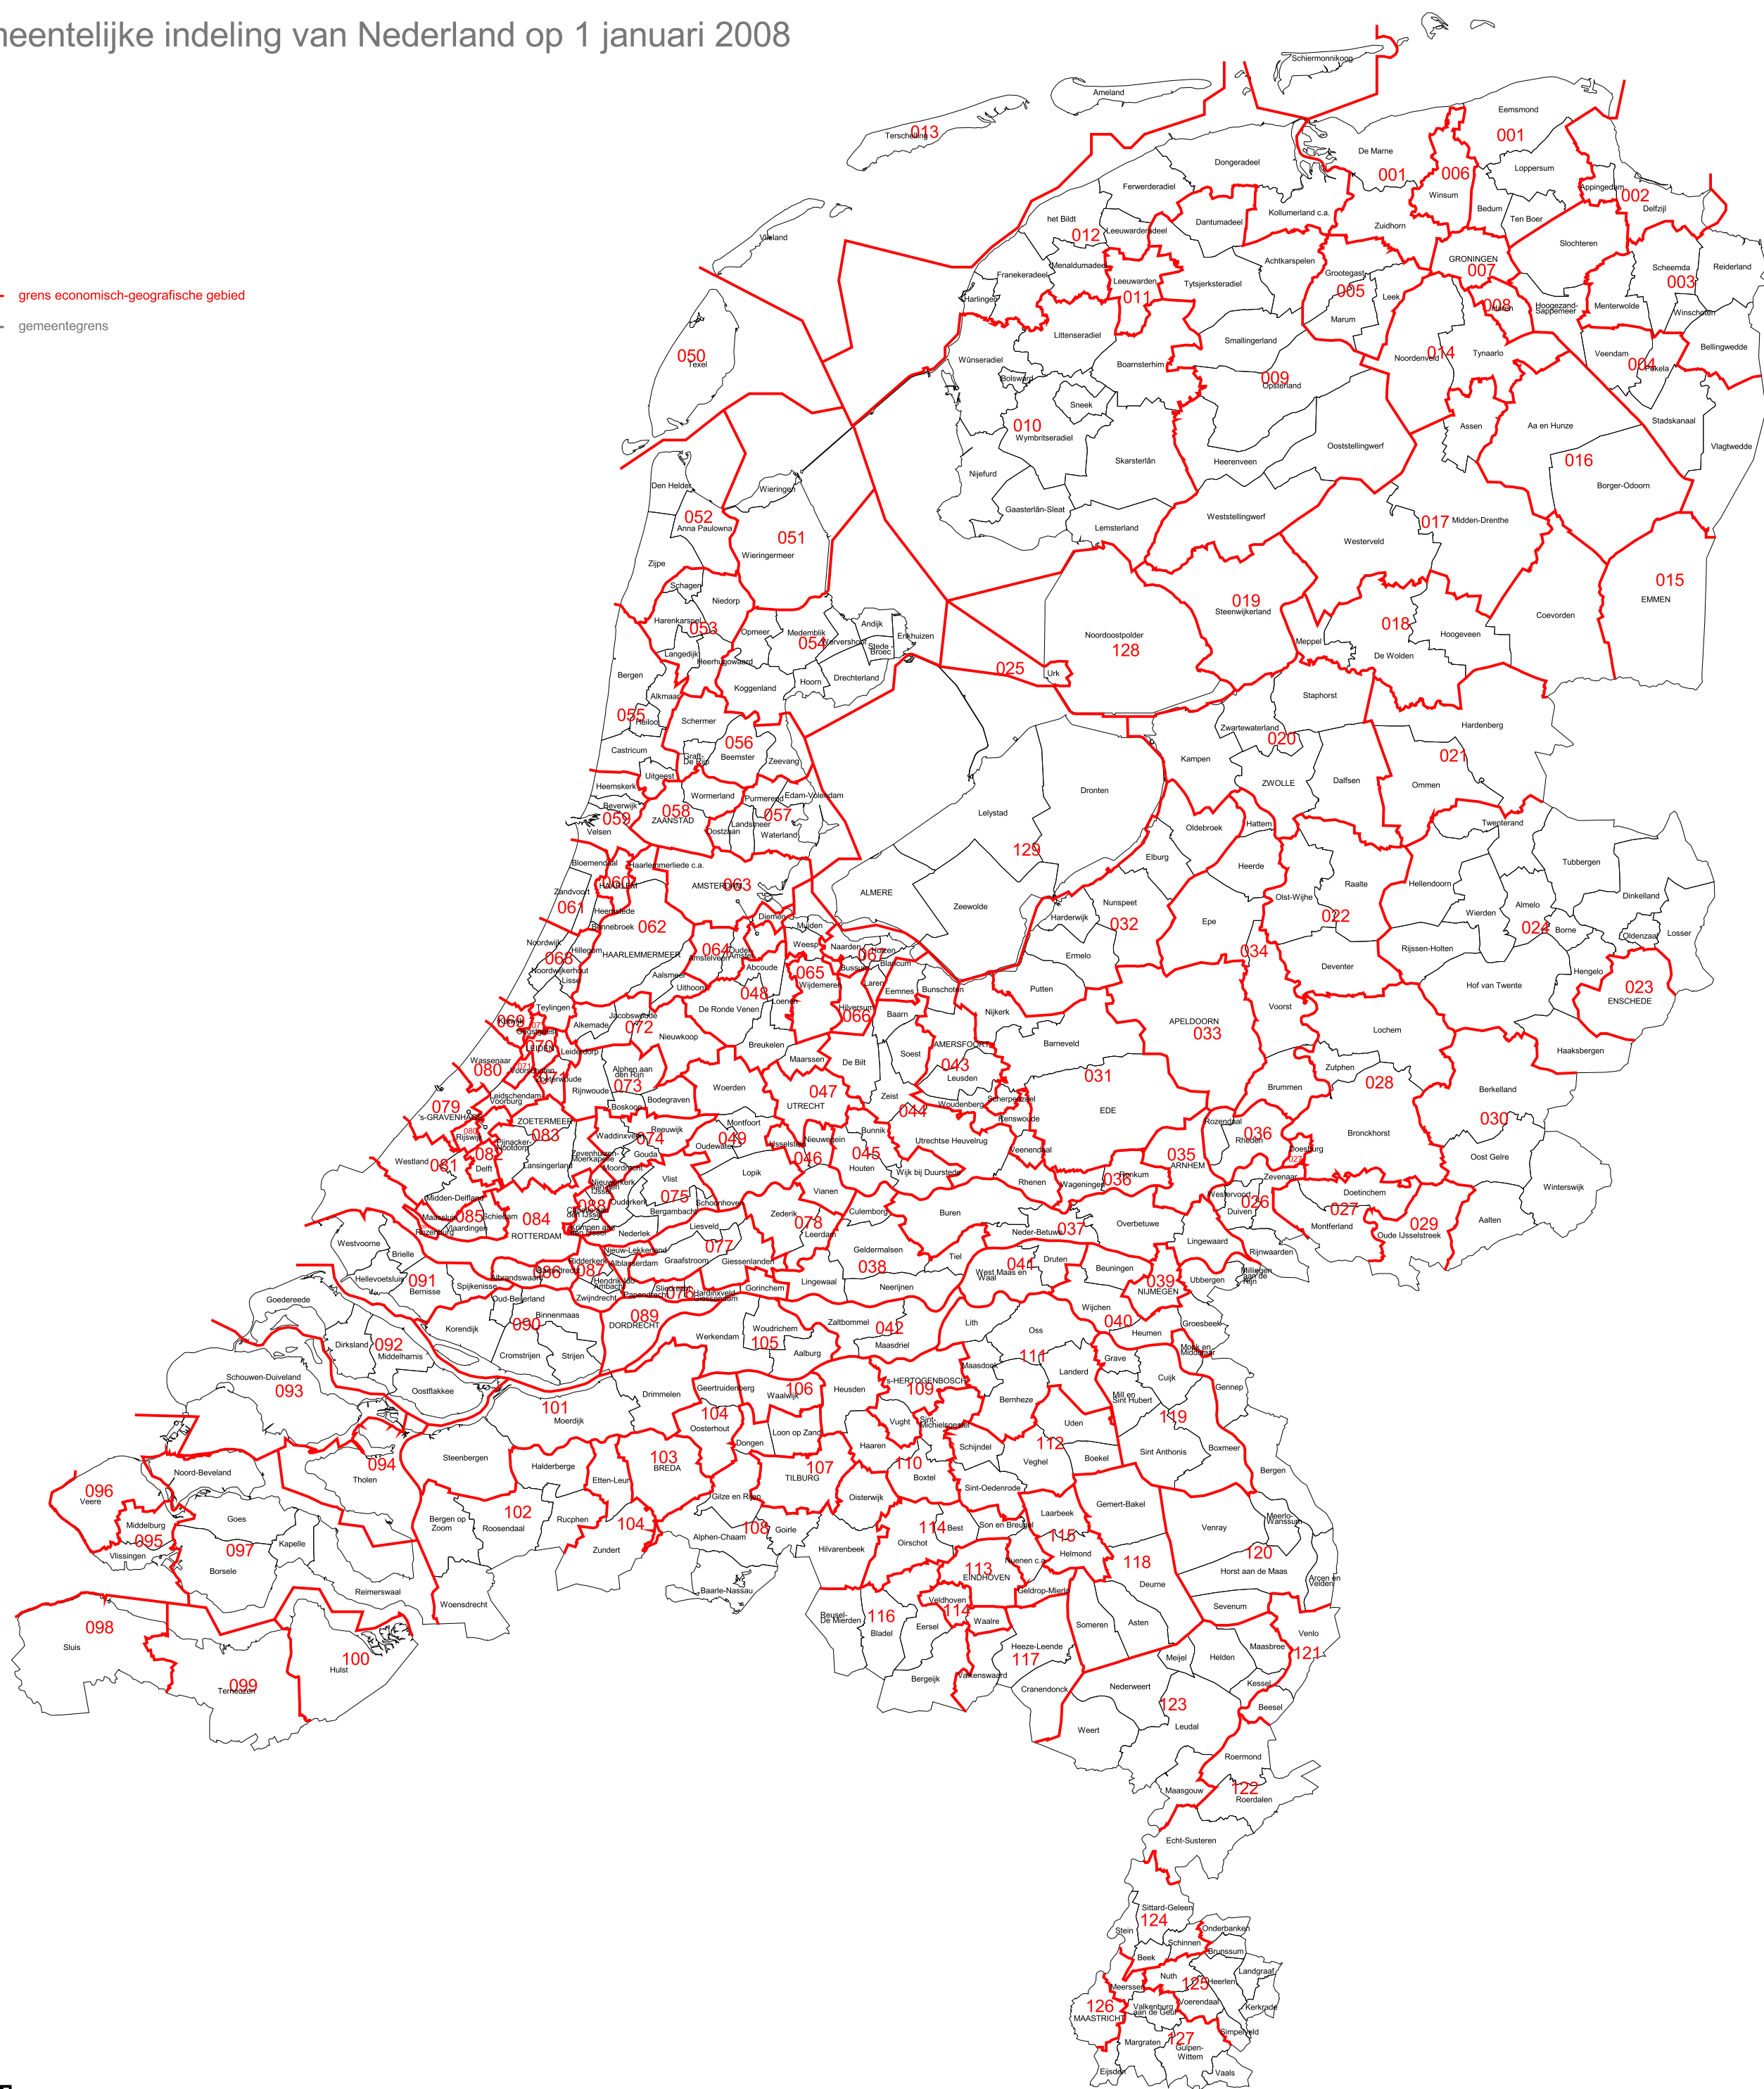 neentelijke indeling van Nederland op 1 januari 2008
grens economisch-geografische gebied
gemeentegrens
Schiermonnikoog
Ameland
Terschelling
013
Eemsmond
001
De Marne
001
006
Loppersum
Winsum
Appingedam
002
Delfzijl
Dongeradeel
Ferwerderadiel
het Bildt
012
Leeuwarderadeel
Dantumadeel
Kollumerland c.a.
Zuidhorn
Bedum
Ten Boer
Slochteren
Vlieland
Menaldumadeel
Franekeradeel
Harlingen
Leeuwarden
011
Tytsjerksteradiel
Achtkarspelen
Grootegast
005
Leek
Marum
GRONINGEN
007
008
Haren
Hoogezand-
Sappemeer
Menterwolde
Scheemda
003
Reiderland
Winschoten
Bellingwedde
050
Texel
Littenseradiel
Wûnseradiel
Boarnsterhim
Smallingerland
009
Opsterland
Noordenveld
014
Tynaarlo
Veendam
004
Pekela
Bolsward
Sneek
010
Wymbritseradiel
Assen
Aa en Hunze
Stadskanaal
Vlagtwedde
Nijefurd
Skarsterlân
Heerenveen
Ooststellingwerf
016
Borger-Odoorn
Den Helder
Wieringen
052
Anna Paulowna
051
Wieringermeer
Gaasterlân-Sleat
Lemsterland
Weststellingwerf
Westerveld
017
Midden-Drenthe
Zijpe
Schagen
Niedorp
019
Steenwijkerland
015
EMMEN
Coevorden
Harenkarspel
053
Opmeer
Medemblik
054
Wervershoof
Andijk
Stede -
Broec
Enkhuizen
Noordoostpolder
128
Meppel
018
Hoogeveen
De Wolden
Langedijk
Heerhugowaard
Bergen
Koggenland
Hoorn
Drechterland
025
Urk
Alkmaar
055
Heiloo
Schermer
Staphorst
Hardenberg
Castricum
056
Graft-
De Rijp
Beemster
Zeevang
Zwartewaterland
020
Kampen
021
Uitgeest
Heemskerk
Wormerland
Purmerend
Edam-Volendam
ZWOLLE
Dalfsen
Ommen
Beverwijk
059
Velsen
058
ZAANSTAD
Oostzaan
Landsmeer
057
Waterland
Lelystad
Dronten
Oldebroek
Hattem
Twenterand
129
Elburg
Heerde
Tubbergen
Bloemendaal
Haarlemmerliede c.a.
060
HAARLEM
AMSTERDAM
063
Zandvoort
061
ALMERE
Zeewolde
Hellendoorn
Raalte
Olst-Wijhe
022
Dinkelland
Almelo
Wierden
024
Borne
Oldenzaal
Losser
Heemstede
Bennebroek
062
Diemen
Muiden
Harderwijk
Nunspeet
032
Epe
034
Noordwijk
Hillegom
068
HAARLEMMERMEER
064
Amstelveen
Ouder-
Amstel
Weesp
Naarden
067
Huizen
Bussum
Blaricum
Ermelo
Rijssen-Holten
Hengelo
Noordwijkerhout
Lisse
Aalsmeer
Uithoorn
Abcoude
065
Wijdemeren
Laren
Eemnes
Bunschoten
Putten
Deventer
Hof van Twente
023
ENSCHEDE
Teylingen
048
De Ronde Venen
Loenen
Hilversum
066
Baarn
Nijkerk
APELDOORN
033
Voorst
Lochem
069
Katwijk
Oegstgeest
070
LEIDEN
Alkemade
Jacobswoude
072
Nieuwkoop
Breukelen
Maarssen
De Bilt
Soest
AMERSFOORT
043
Leusden
Barneveld
031
Haaksbergen
Wassenaar
080
Voorschoten
071
Leiderdorp
Zoeterwoude
Rijnwoude
Alphen aan
den Rijn
073
Woerden
047
UTRECHT
Zeist
044
Woudenberg
Scherpenzeel
Renswoude
EDE
Brummen
Zutphen
028
Berkelland
030
Leidschendam-
Voorburg
079
's-GRAVENHAGE
Boskoop
Bodegraven
Montfoort
ZOETERMEER
083
Waddinxveen
074
Reeuwijk
049
Oudewater
IJsselstein
046
Nieuwegein
Bunnik
045
Houten
Utrechtse Heuvelrug
Veenendaal
Rozendaal
036
Rheden
035
ARNHEM
Doesburg
027
Bronckhorst
Oost Gelre
Winterswijk
Rijswijk
Pijnacker-
Nootdorp
082
Westland
081
Delft
Lansingerland
Zevenhuizen-
Moerkapelle
Gouda
Moordrecht
Lopik
Vlist
Wijk bij Duurstede
Rhenen
Wageningen
036
Renkum
Zevenaar
Westervoort
026
Duiven
Doetinchem
027
Montferland
029
Oude IJsselstreek
Aalten
Midden-Delfland
Maassluis
085
Schiedam
Vlaardingen
Rozenburg
084
ROTTERDAM
088
Ouderkerk
075
Schoonhoven
Bergambacht
Nederlek
Vianen
Culemborg
Buren
Neder-Betuwe
037
Overbetuwe
Lingewaard
Rijnwaarden
Westvoorne
Brielle
Hellevoetsluis
091
Bernisse
Spijkenisse
Albrandswaard
086
Ridderkerk
087
Nieuw-Lekkerland
Alblasserdam
Graafstroom
Liesveld
077
Giessenlanden
Zederik
078
Leerdam
Geldermalsen
038
Neerijnen
Tiel
West Maas en
Waal
041
Druten
Beuningen
039
NIJMEGEN
Ubbergen
Millingen
aan de
Rijn
Goedereede
Oud-Beijerland
Binnenmaas
090
Korendijk
Cromstrijen
Strijen
Zwijndrecht
Hendrik-Ido-
Ambacht
Papendrecht
Sliedrecht
076
Hardinxveld-
Giessendam
Gorinchem
Lingewaal
089
DORDRECHT
Werkendam
Woudrichem
105
Aalburg
Zaltbommel
042
Maasdriel
Lith
Oss
Wijchen
040
Heumen
Groesbeek
Mook en
Middelaar
Dirksland
092
Middelharnis
Oostflakkee
Schouwen-Duiveland
093
101
Moerdijk
Drimmelen
Geertruidenberg
104
Oosterhout
106
Waalwijk
Heusden
's-HERTOGENBOSCH
109
Maasdonk
111
Landerd
Grave
Cuijk
Gennep
Bernheze
Mill en
Sint Hubert
119
Vught
Sint-
Michielsgestel
Dongen
Loon op Zand
Haaren
Schijndel
Uden
112
Veghel
Boekel
Sint Anthonis
Boxmeer
Bergen
Steenbergen
Halderberge
Etten-Leur
103
BREDA
TILBURG
107
110
Boxtel
094
Tholen
Noord-Beveland
096
Veere
Gilze en Rijen
Oisterwijk
Sint-Oedenrode
Gemert-Bakel
Laarbeek
Middelburg
095
Vlissingen
Goes
097
Kapelle
Borsele
Reimerswaal
Bergen op
Zoom
102
Roosendaal
Rucphen
104
Zundert
108
Alphen-Chaam
Goirle
Hilvarenbeek
114
Best
Oirschot
Son en Breugel
115
Helmond
Nuenen c.a.
113
EINDHOVEN
Geldrop-Mierlo
118
Deurne
Venray
Meerlo-
Wanssum
120
Horst aan de Maas
Arcen en
Velden
Sevenum
Woensdrecht
Baarle-Nassau
Reusel-
De Mierden
116
Bladel
Eersel
Veldhoven
114
Waalre
Someren
Asten
098
Sluis
099
Terneuzen
100
Hulst
Bergeijk
Valkenswaard
Heeze-Leende
117
Cranendonck
Meijel
Helden
Maasbree
Venlo
121
Kessel
Beesel
Nederweert
123
Leudal
Weert
Roermond
122
Roerdalen
Maasgouw
Echt-Susteren
Sittard-Geleen
124
Stein
Schinnen
Beek
Onderbanken
Brunssum
Landgraaf
Nuth
125
Heerlen
Kerkrade
Meerssen
126
MAASTRICHT
Valkenburg
aan de Geul
Voerendaal
Simpelveld
Margraten
127
Gulpen-
Wittem
Eijsden
Vaals